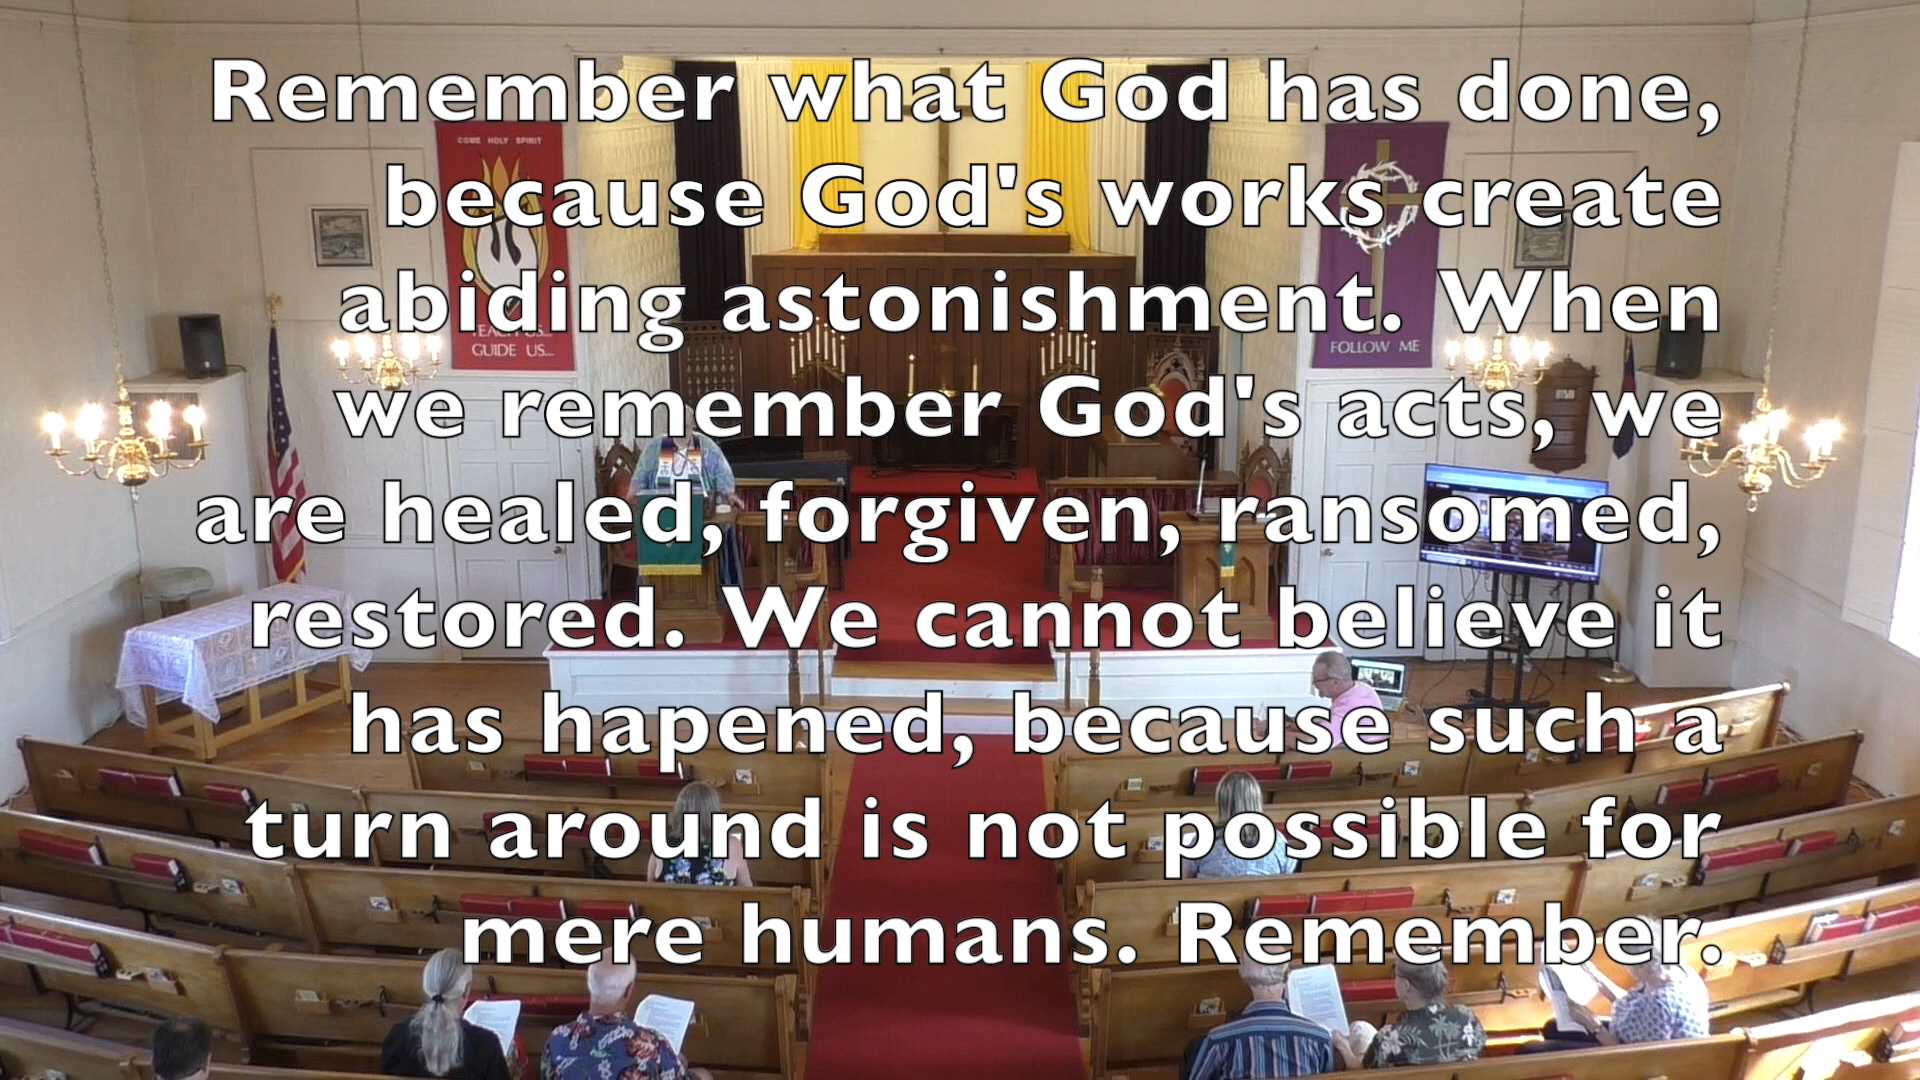 Remember what God has done,
because God's works create
abiding astonishment. When
we remember God's acts, we
are healed, forgiven, ransomed,
restored. We cannot believe it
has hapened, because such a
turn around is not possible for
mere humans. Remember.
COME HOLY SPIRIT
TEACH US...
GUIDE US...
FOLLOW ME